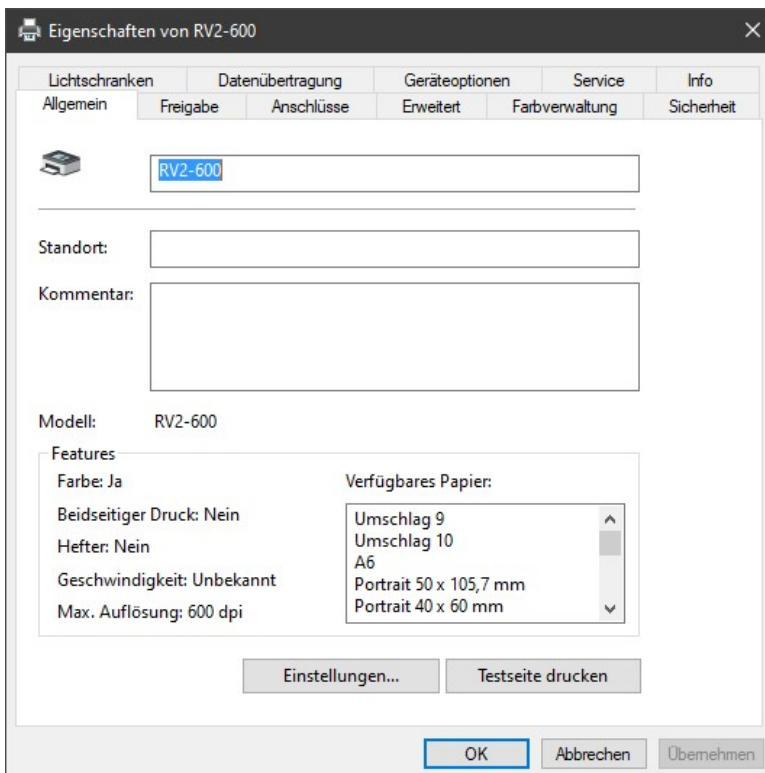 Eigenschaften von RV2-600
Lichtschranken Datenübertragung Geräteoptionen Service Info
Allgemein Freigabe Anschlüsse Erweitert Farbverwaltung Sicherheit
RV2-600
Standort:
Kommentar:
Modell: RV2-600
Features
Farbe: Ja
Beidseitiger Druck: Nein
Hefter: Nein
Geschwindigkeit: Unbekannt
Max. Auflösung: 600 dpi
Verfügbares Papier:
Umschlag 9
Umschlag 10
A6
Portrait 50 x 105,7 mm
Portrait 40 x 60 mm
Einstellungen... Testseite drucken
OK Abbrechen Übernehmen